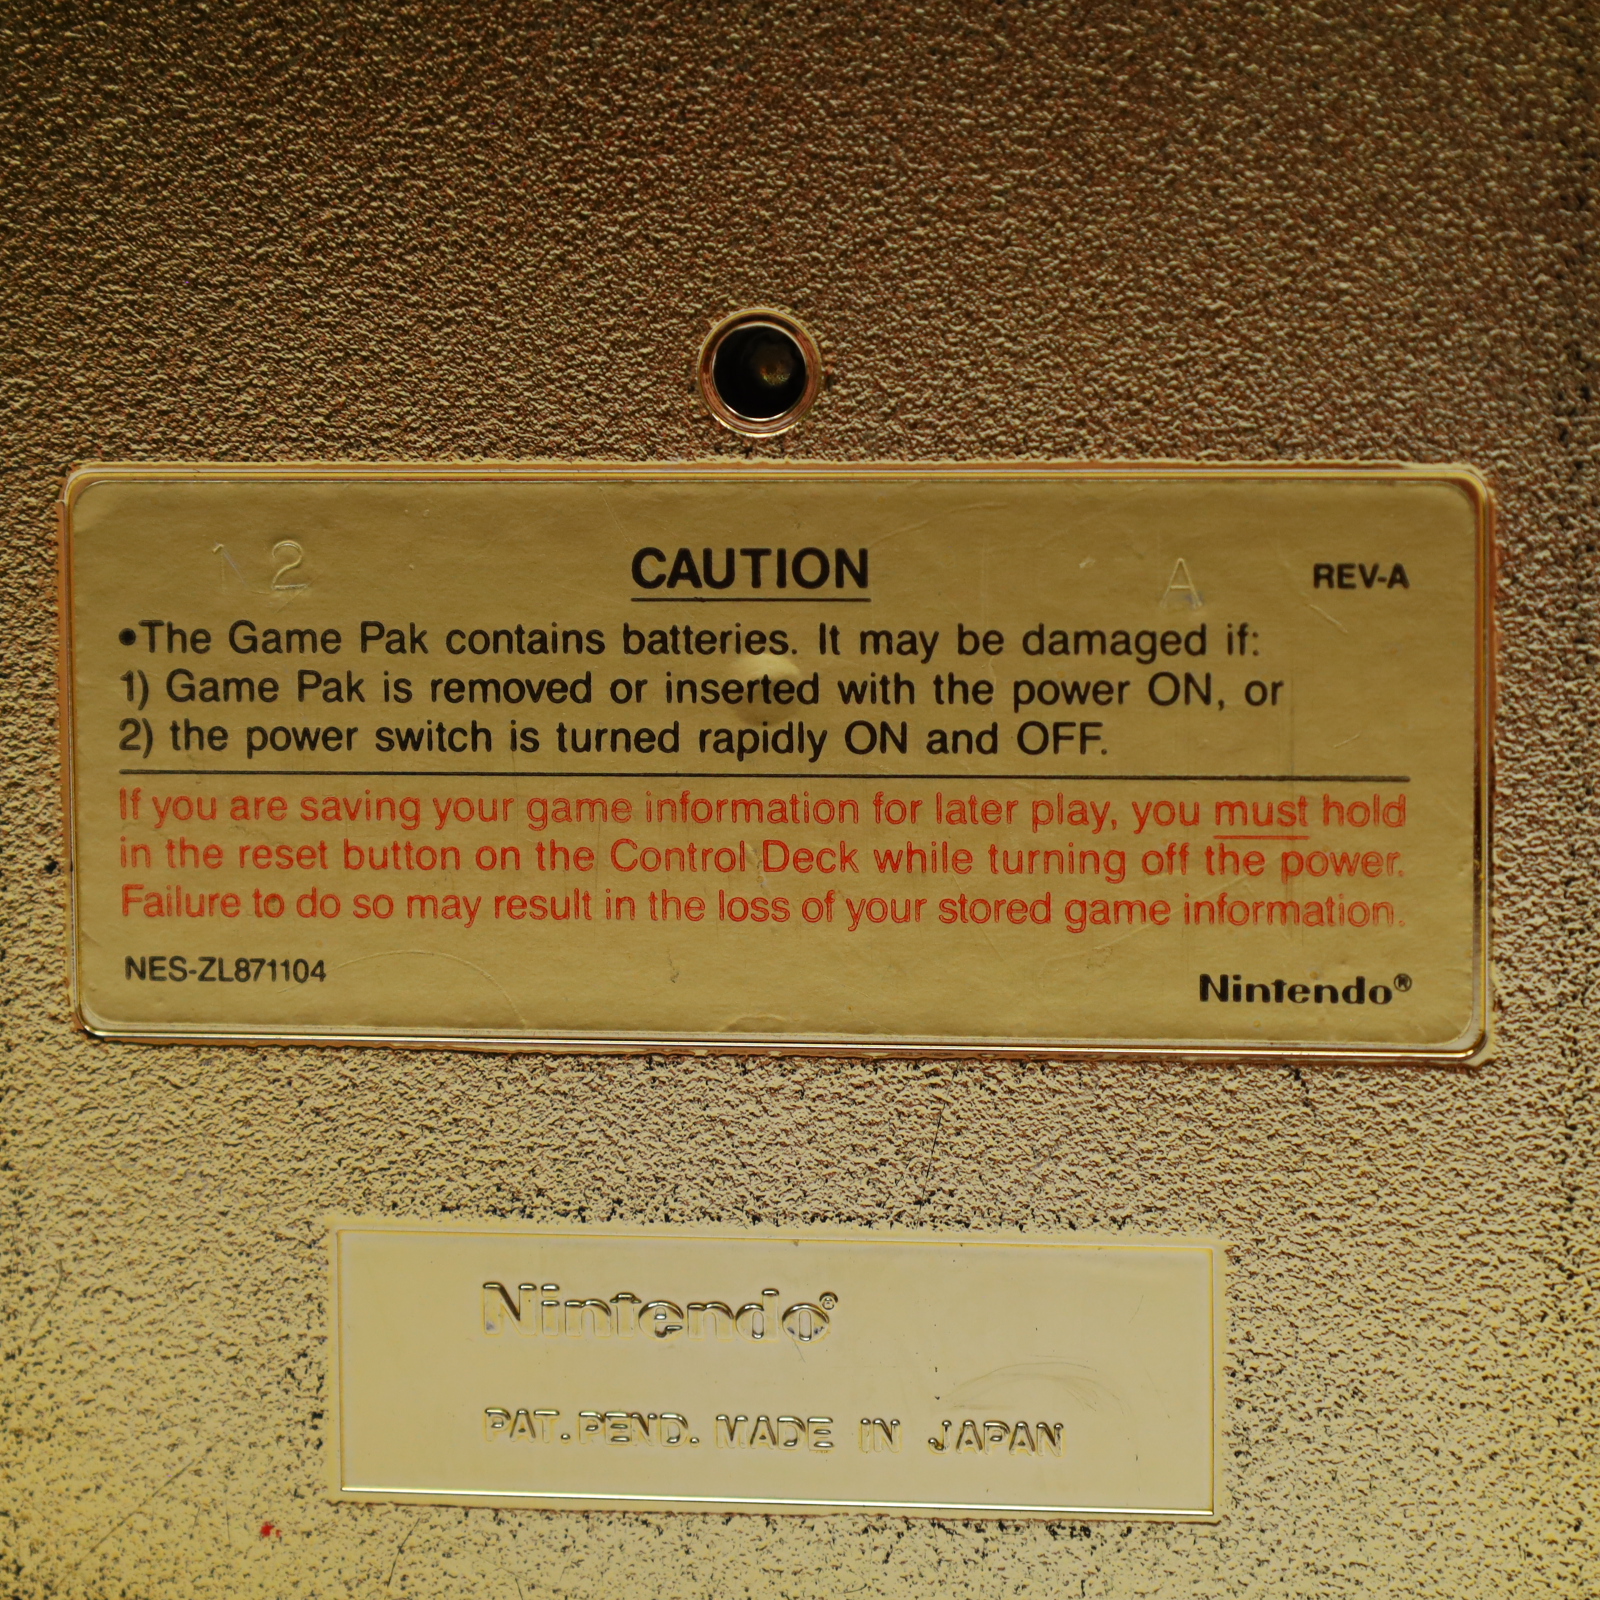 12 A
CAUTION REV-A
•The Game Pak contains batteries. It may be damaged if:
1) Game Pak is removed or inserted with the power ON, or
2) the power switch is turned rapidly ON and OFF.
If you are saving your game information for later play, you must hold
in the reset button on the Control Deck while turning off the power.
Failure to do so may result in the loss of your stored game information.
NES-ZL871104
Nintendo®
Nintendo®
PAT. PEND. MADE IN JAPAN